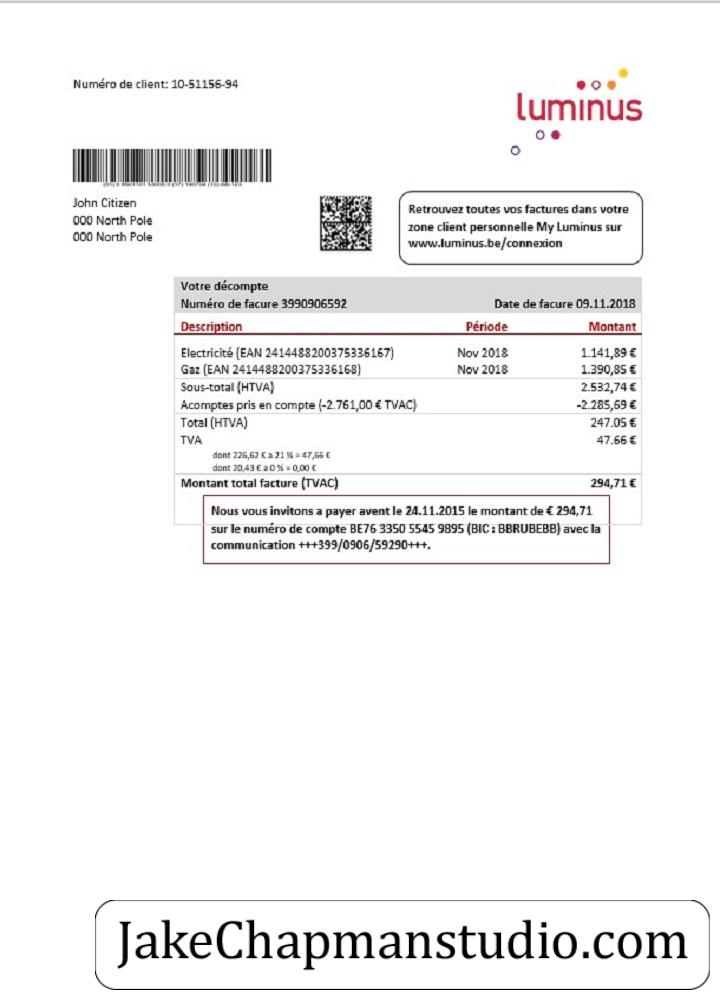 Numéro de client: 10-51156-94
luminus
John Citizen
000 North Pole
000 North Pole
Retrouvez toutes vos factures dans votre
zone client personnelle My Luminus sur
www.luminus.be/connexion
Votre décompte
Numéro de facure 3990906592 Date de facure 09.11.2018
Description Période Montant
Electricité (EAN 2414488200375336167) Nov 2018 1.141,89 €
Gaz (EAN 2414488200375336168) Nov 2018 1.390,85 €
Sous-total (HTVA) 2.532,74 €
Acomptes pris en compte (-2.761,00 € TVAC) -2.285,69 €
Total (HTVA) 247.05 €
TVA 47.66 €
dont 226,62 € à 21 % = 47,66 €
dont 20,43 € a 0 % = 0,00 €
Montant total facture (TVAC) 294,71 €
Nous vous invitons a payer avent le 24.11.2015 le montant de € 294,71
sur le numéro de compte BE76 3350 5545 9895 (BIC : BBRUBEBB) avec la
communication +++399/0906/59290+++.
JakeChapmanstudio.com